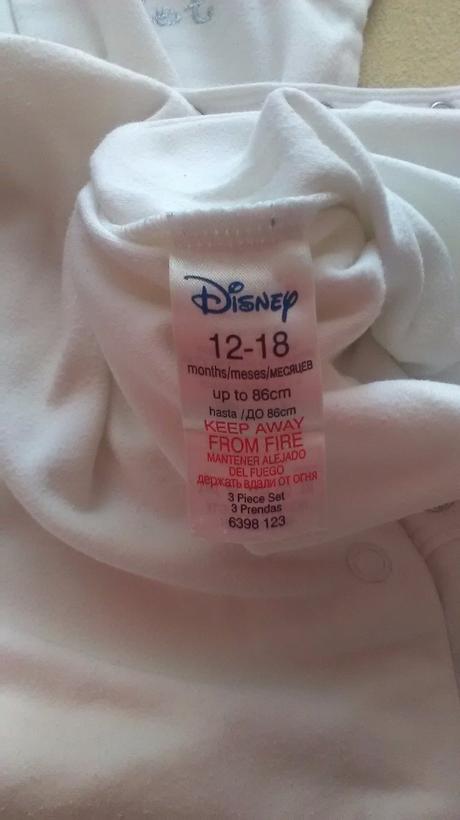 Disney
12-18
months/meses/МЕСЯЦЕВ
up to 86cm
hasta /ДО 86cm
KEEP AWAY
FROM FIRE
MANTENER ALEJADO
DEL FUEGO
держать вдали от огня
3 Piece Set
3 Prendas
6398 123